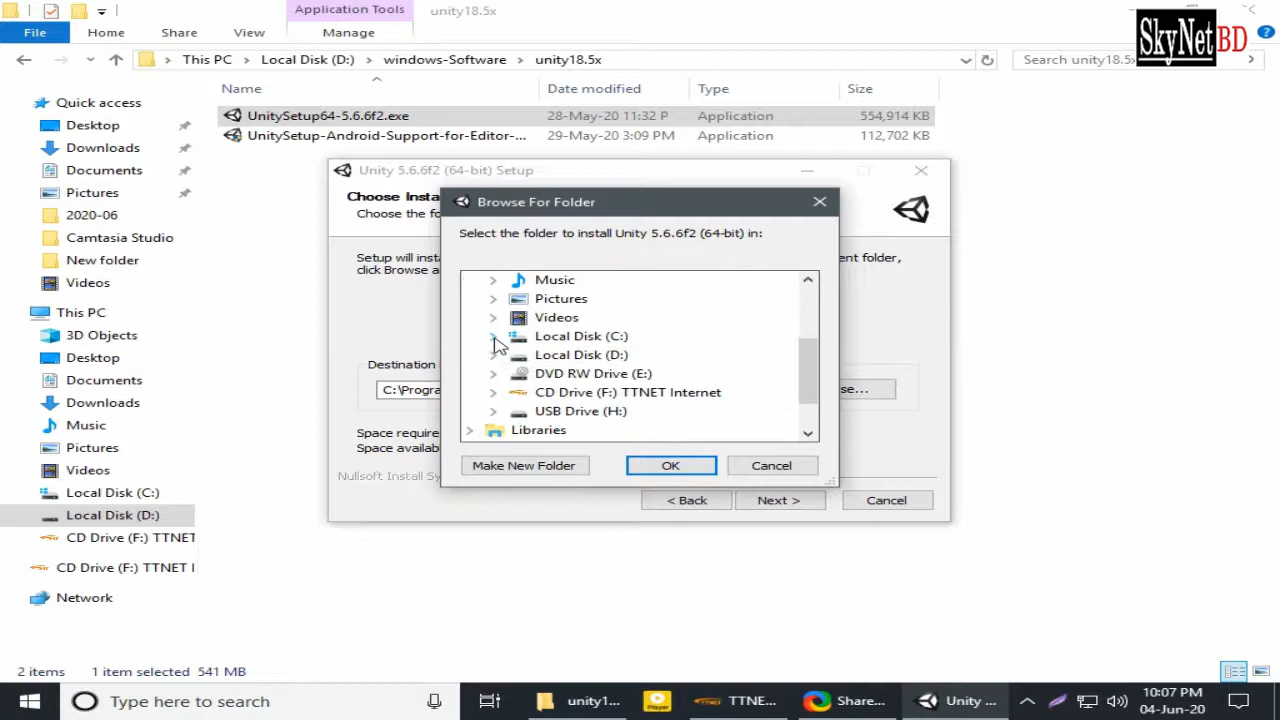 Application Tools
unity18.5x
File
Home
Share
View
Manage
This PC
Local Disk (D:)
windows-Software
unity18.5x
Search unity18.5x
SkyNetBD
Name
Date modified
Type
Size
UnitySetup64-5.6.6f2.exe
28-May-20 11:32 P
Application
554,914 KB
UnitySetup-Android-Support-for-Editor-...
29-May-20 3:09 PM
Application
112,702 KB
Quick access
Desktop
Downloads
Documents
Pictures
2020-06
Camtasia Studio
New folder
Videos
This PC
3D Objects
Desktop
Documents
Downloads
Music
Pictures
Videos
Local Disk (C:)
Local Disk (D:)
CD Drive (F:) TTNET
CD Drive (F:) TTNET I
Network
Unity 5.6.6f2 (64-bit) Setup
Choose Insta
Choose the fo
Setup will insta
ent folder,
click Browse a
Destination
C:\Progra
se...
Space require
Space availab
Nullsoft Install Sy
< Back
Next >
Cancel
Browse For Folder
Select the folder to install Unity 5.6.6f2 (64-bit) in:
Music
Pictures
Videos
Local Disk (C:)
Local Disk (D:)
DVD RW Drive (E:)
CD Drive (F:) TTNET Internet
USB Drive (H:)
Libraries
Make New Folder
OK
Cancel
2 items
1 item selected 541 MB
Type here to search
unity1...
Player
TTNE...
Share...
Unity ...
10:07 PM
04-Jun-20